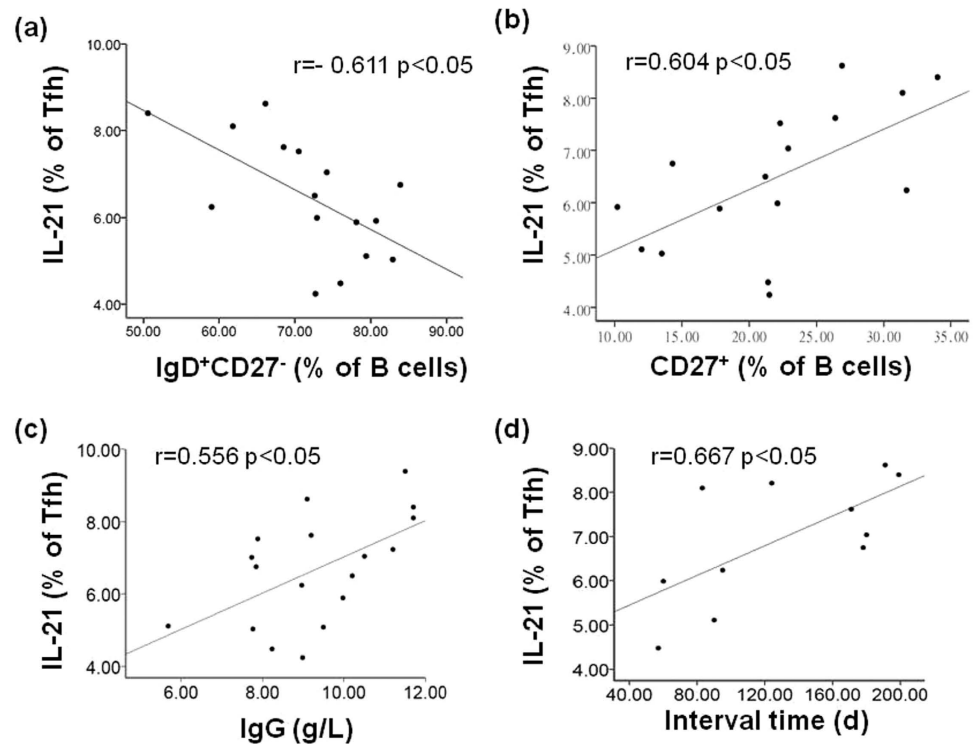 (a)
r=- 0.611 p<0.05
IL-21 (% of Tfh)
10.00
8.00
6.00
4.00
50.00 60.00 70.00 80.00 90.00
IgD⁺CD27⁻ (% of B cells)
(b)
r=0.604 p<0.05
IL-21 (% of Tfh)
9.00
8.00
7.00
6.00
5.00
4.00
10.00 15.00 20.00 25.00 30.00 35.00
CD27⁺ (% of B cells)
(c)
r=0.556 p<0.05
IL-21 (% of Tfh)
10.00
8.00
6.00
4.00
6.00 8.00 10.00 12.00
IgG (g/L)
(d)
r=0.667 p<0.05
IL-21 (% of Tfh)
9.00
8.00
7.00
6.00
5.00
4.00
40.00 80.00 120.00 160.00 200.00
Interval time (d)